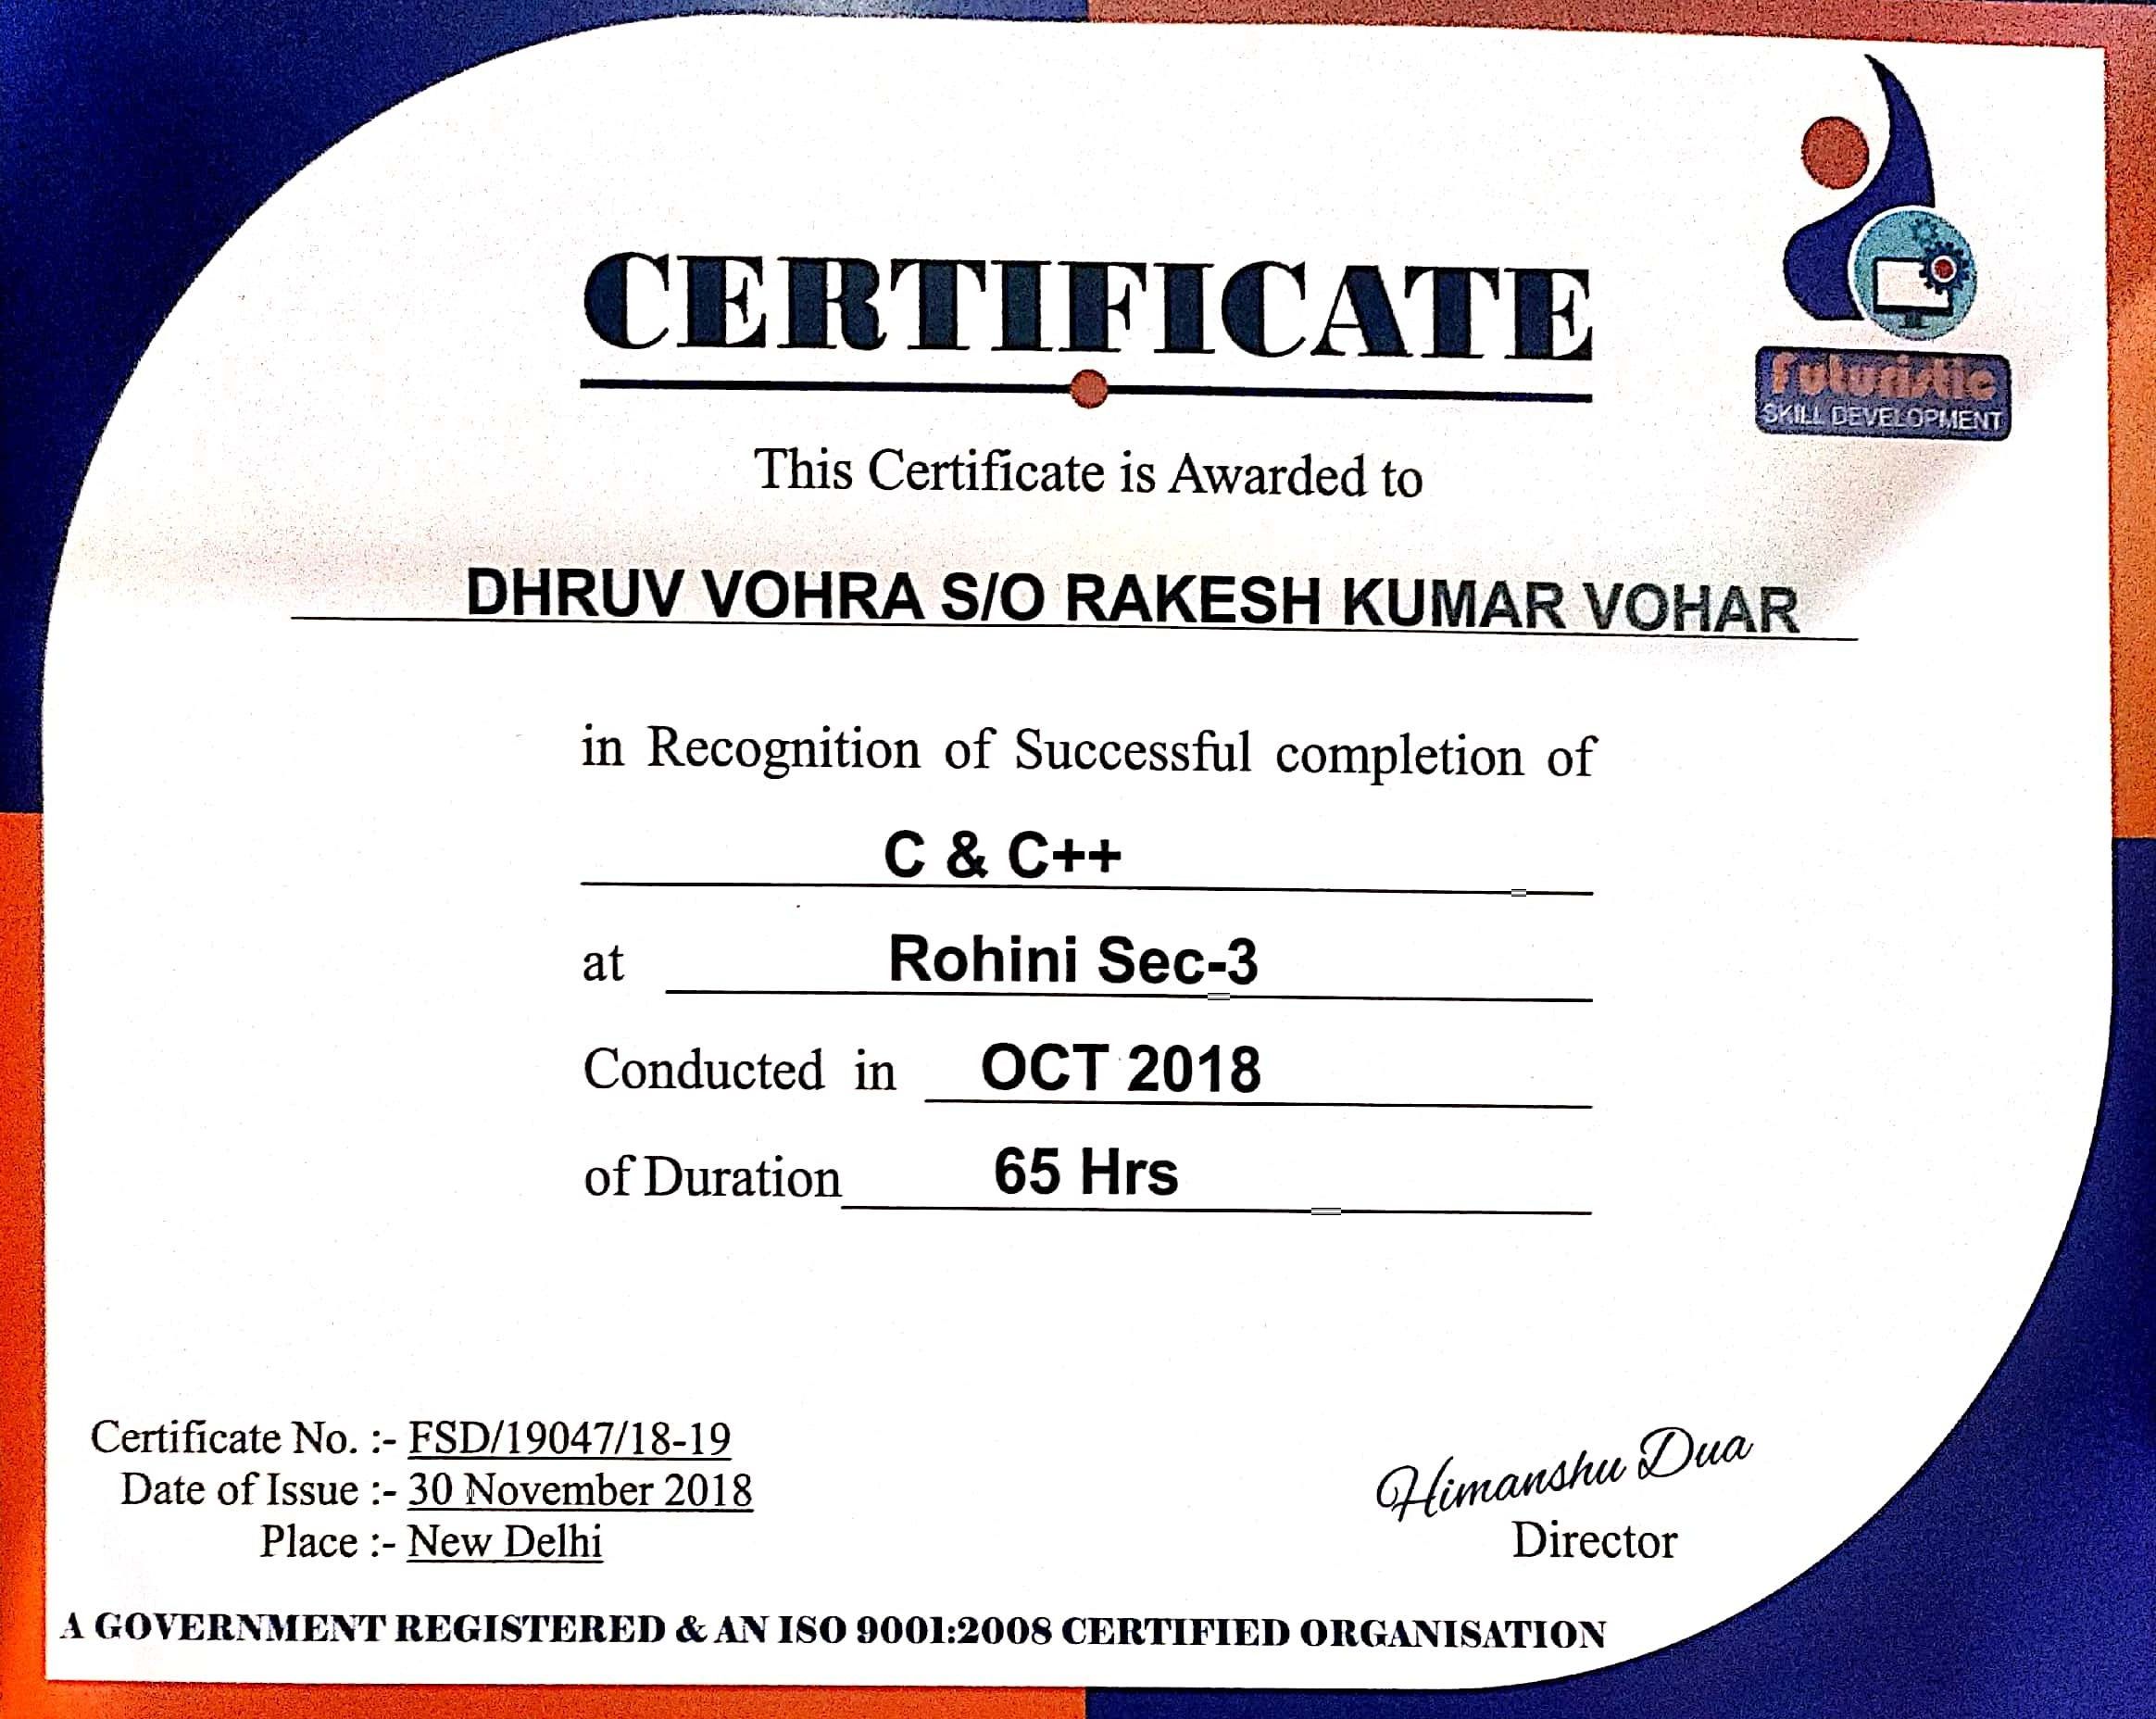 CERTIFICATE
Futuristic
SKILL DEVELOPMENT
This Certificate is Awarded to
DHRUV VOHRA S/O RAKESH KUMAR VOHAR
in Recognition of Successful completion of
C & C++
at Rohini Sec-3
Conducted in OCT 2018
of Duration 65 Hrs
Certificate No. :- FSD/19047/18-19
Date of Issue :- 30 November 2018
Place :- New Delhi
Himanshu Dua
Director
A GOVERNMENT REGISTERED & AN ISO 9001:2008 CERTIFIED ORGANISATION